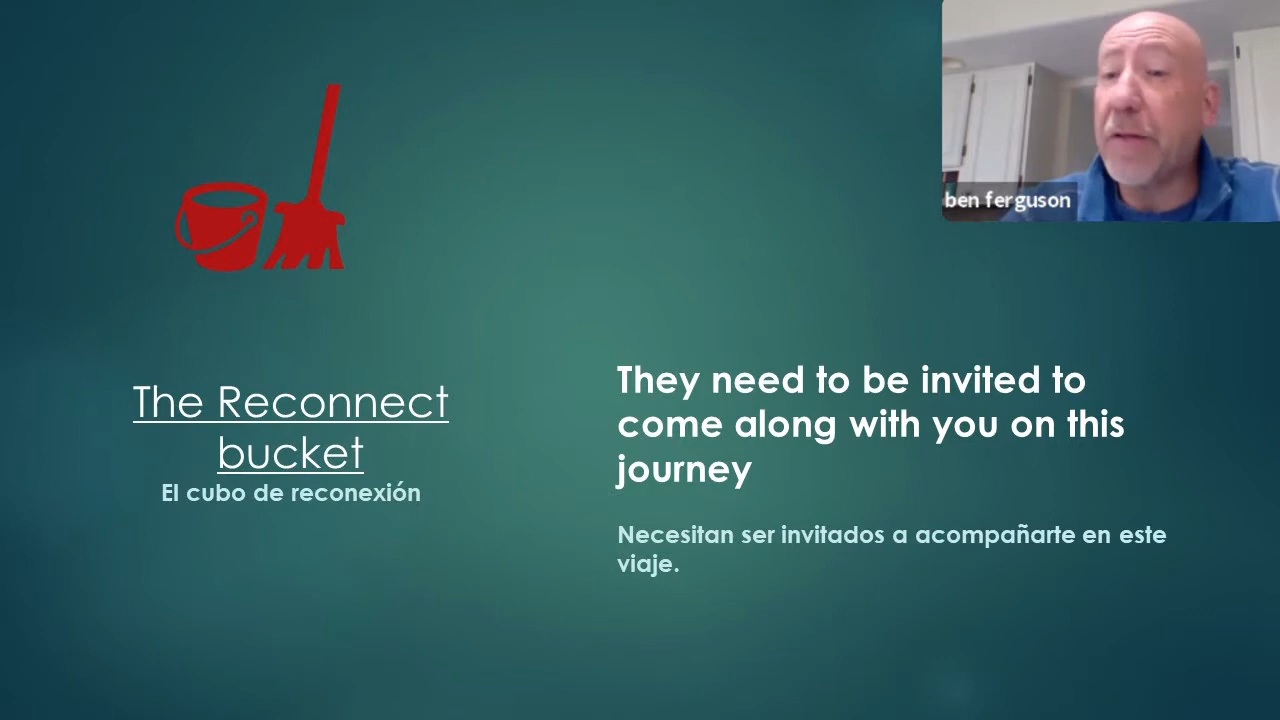 ben ferguson
The Reconnect
bucket
El cubo de reconexión
They need to be invited to
come along with you on this
journey
Necesitan ser invitados a acompañarte en este
viaje.